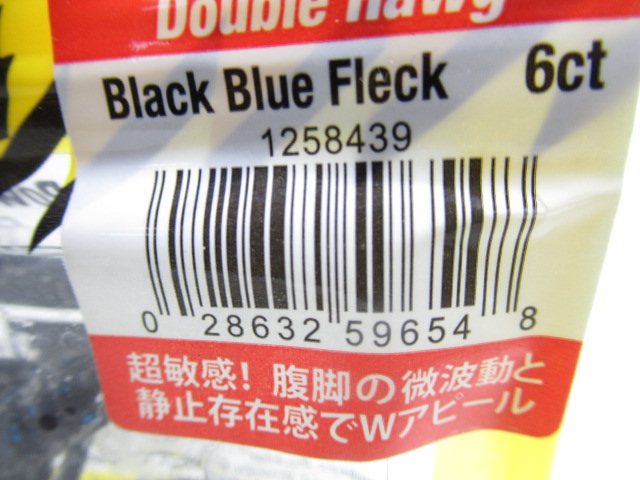 Double Hawg
Black Blue Fleck 6ct
1258439
0 28632 59654 8
超敏感！腹脚の微波動と
静止存在感でWアピール